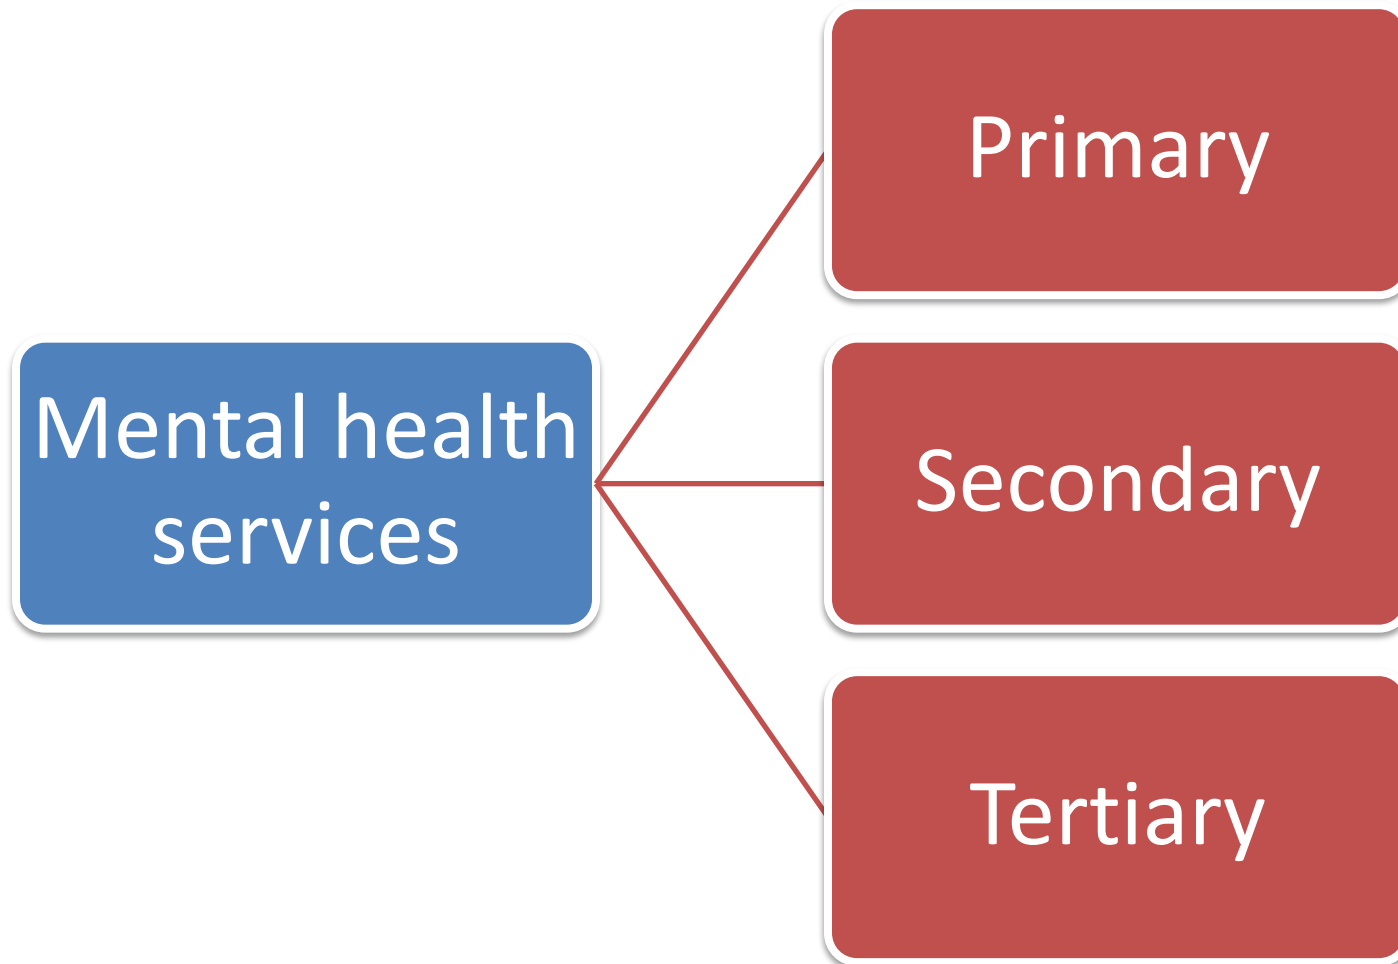 Mental health
services
Primary
Secondary
Tertiary